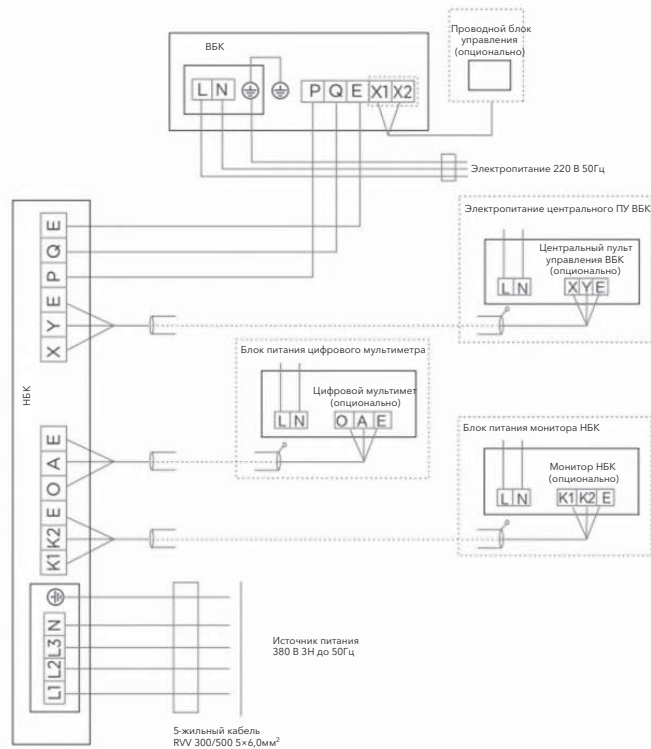 ВБК
Проводной блок
управления
(опционально)
L N
P Q E X1 X2
Электропитание 220 В 50Гц
Электропитание центрального ПУ ВБК
Центральный пульт
управления ВБК
(опционально)
L N
X Y E
НБК
E
Q
P
E
Y
X
Блок питания цифрового мультиметра
Цифровой мультимет
(опционально)
L N
O A E
Блок питания монитора НБК
Монитор НБК
(опционально)
L N
K1 K2 E
E
A
O
E
K2
K1
N
L3
L2
L1
Источник питания
380 В 3Н до 50Гц
5-жильный кабель
RVV 300/500 5×6,0мм²